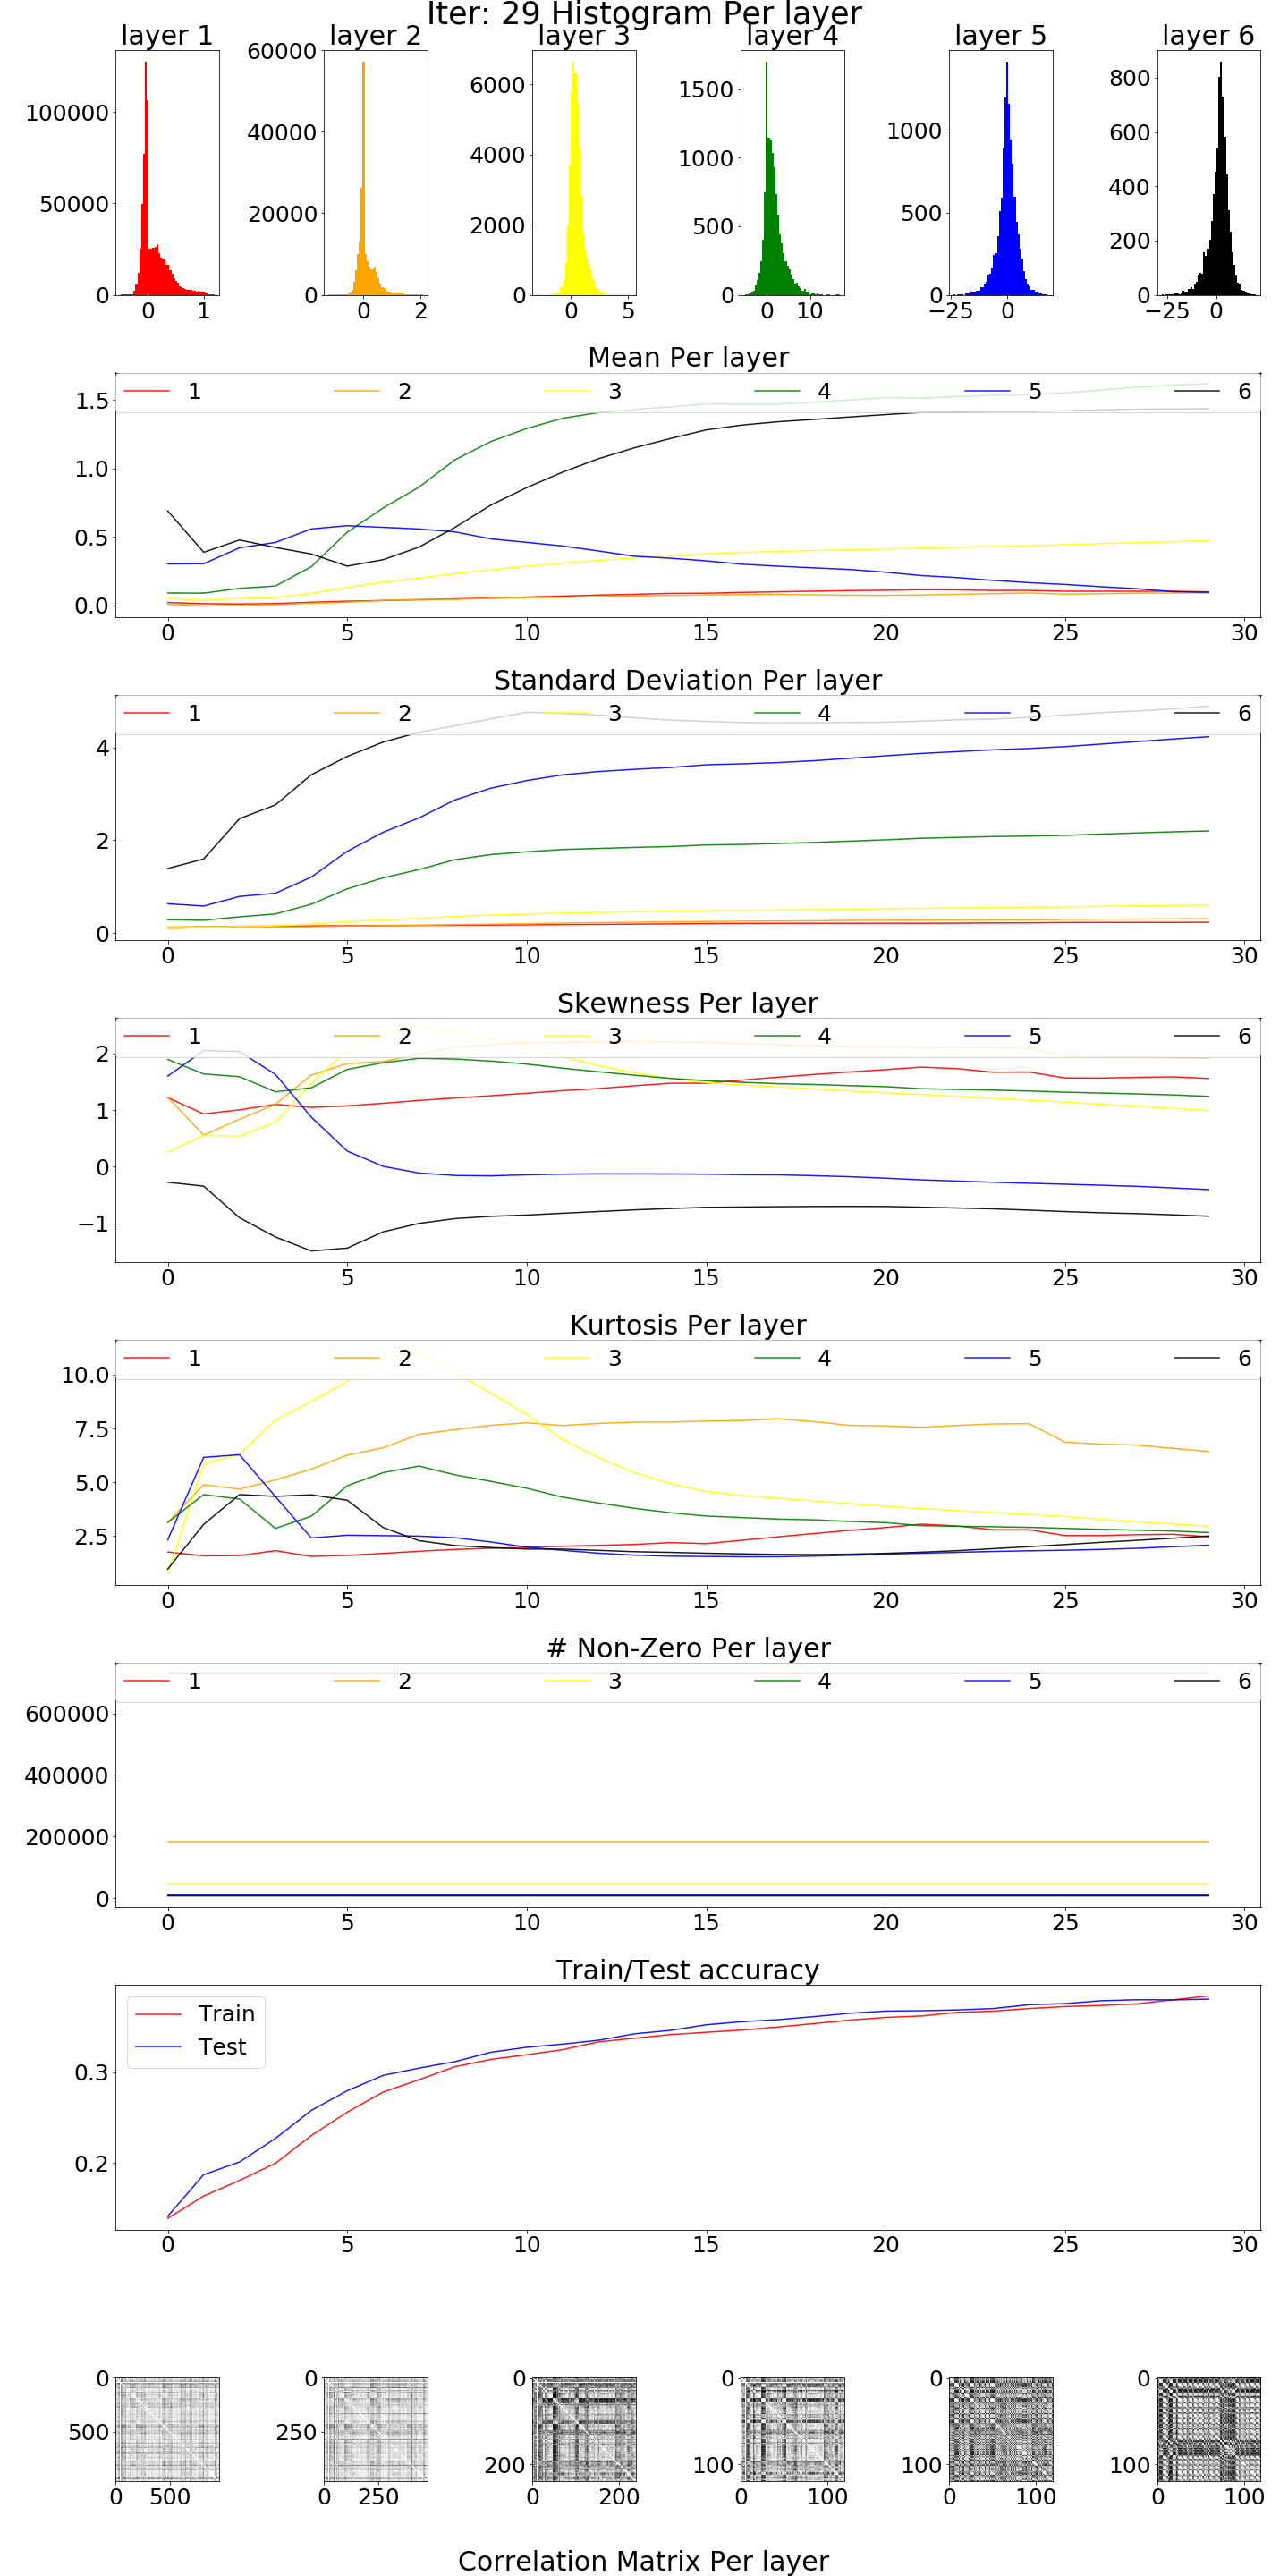 Iter: 29 Histogram Per layer
layer 1 layer 2 layer 3 layer 4 layer 5 layer 6
100000 50000 0 0 1
60000 40000 20000 0 0 2
6000 4000 2000 0 0 5
1500 1000 500 0 0 10
1000 500 0 −25 0
800 600 400 200 0 −25 0
Mean Per layer
1 2 3 4 5 6
1.5
1.0
0.5
0.0
0 5 10 15 20 25 30
Standard Deviation Per layer
1 2 3 4 5 6
4
2
0
0 5 10 15 20 25 30
Skewness Per layer
1 2 3 4 5 6
2
1
0
−1
0 5 10 15 20 25 30
Kurtosis Per layer
1 2 3 4 5 6
10.0
7.5
5.0
2.5
0 5 10 15 20 25 30
# Non-Zero Per layer
1 2 3 4 5 6
600000
400000
200000
0
0 5 10 15 20 25 30
Train/Test accuracy
Train
Test
0.3
0.2
0 5 10 15 20 25 30
0 500 0 500
0 250 0 250
0 200 0 200
0 100 0 100
0 100 0 100
0 100 0 100
Correlation Matrix Per layer